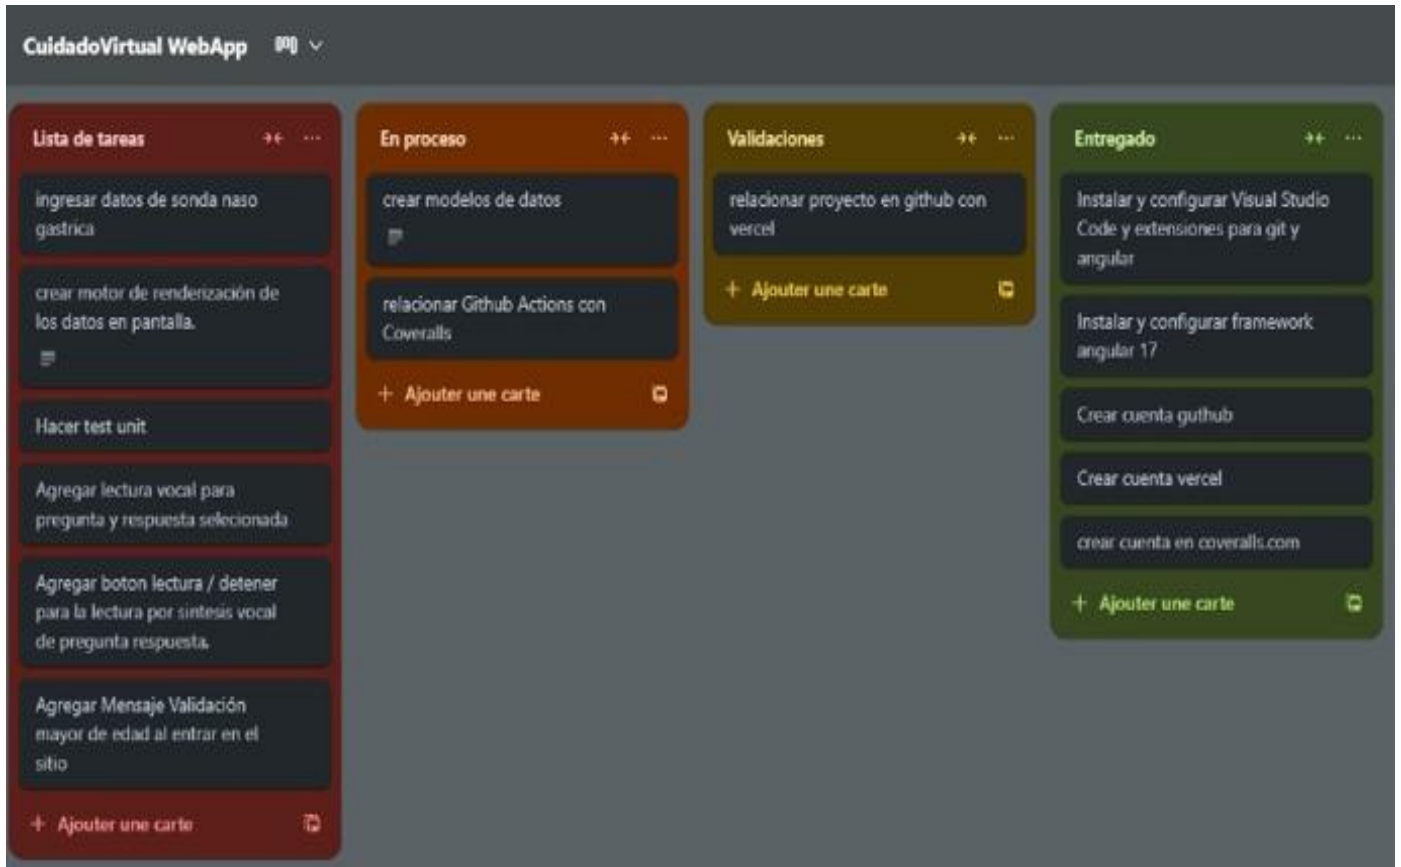 CuidadoVirtual WebApp
Lista de tareas
ingresar datos de sonda naso
gastrica
crear motor de renderización de
los datos en pantalla.
Hacer test unit
Agregar lectura vocal para
pregunta y respuesta selecionada
Agregar boton lectura / detener
para la lectura por sintesis vocal
de pregunta respuesta.
Agregar Mensaje Validación
mayor de edad al entrar en el
sitio
+ Ajouter une carte
En proceso
crear modelos de datos
relacionar Github Actions con
Coveralls
+ Ajouter une carte
Validaciones
relacionar proyecto en github con
vercel
+ Ajouter une carte
Entregado
Instalar y configurar Visual Studio
Code y extensiones para git y
angular
Instalar y configurar framework
angular 17
Crear cuenta guthub
Crear cuenta vercel
crear cuenta en coveralls.com
+ Ajouter une carte